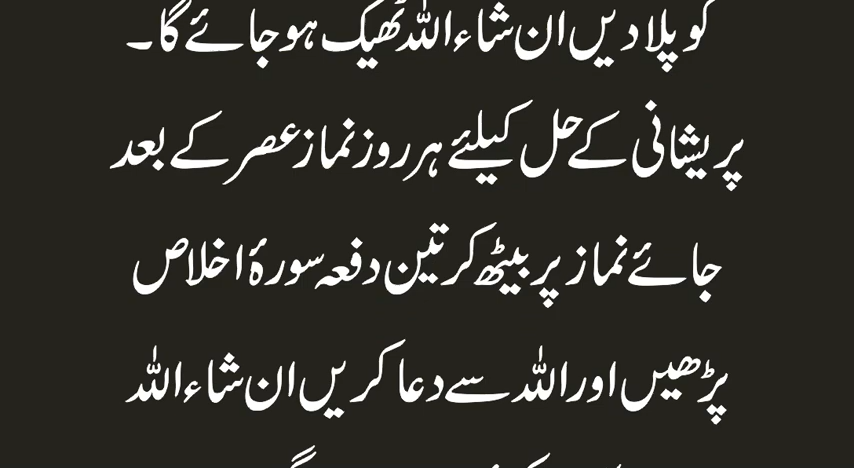 کو پلا دیں ان شاء اللہ ٹھیک ہو جائے گا۔
پریشانی کے حل کیلئے ہر روز نماز عصر کے بعد
جائے نماز پر بیٹھ کر تین دفعہ سورۂ اخلاص
پڑھیں اور اللہ سے دعا کریں ان شاء اللہ